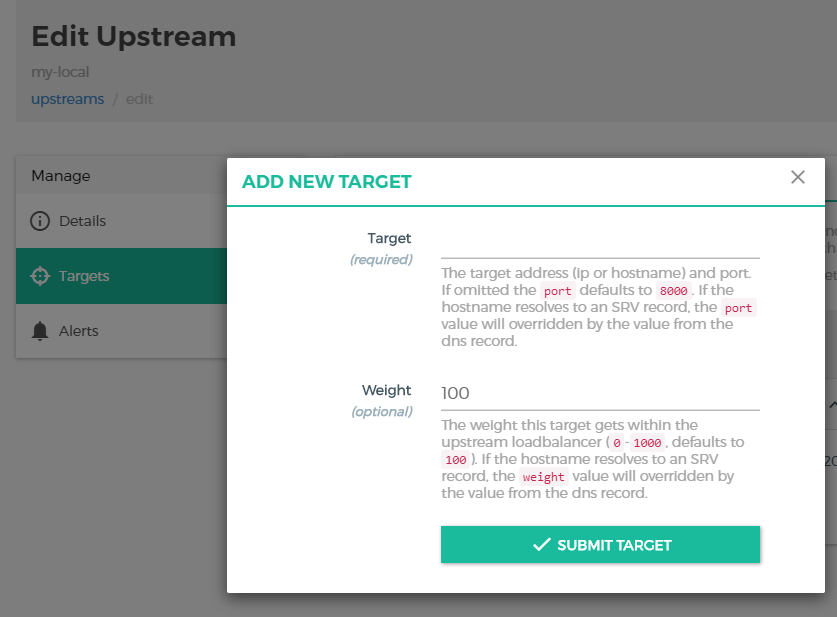 Edit Upstream
my-local
upstreams / edit
Manage
Details
Targets
Alerts
ADD NEW TARGET
Target
(required)
The target address (ip or hostname) and port.
If omitted the port defaults to 8000. If the
hostname resolves to an SRV record, the port
value will overridden by the value from the
dns record.
Weight
(optional)
100
The weight this target gets within the
upstream loadbalancer (0-1000, defaults to
100). If the hostname resolves to an SRV
record, the weight value will overridden by
the value from the dns record.
SUBMIT TARGET